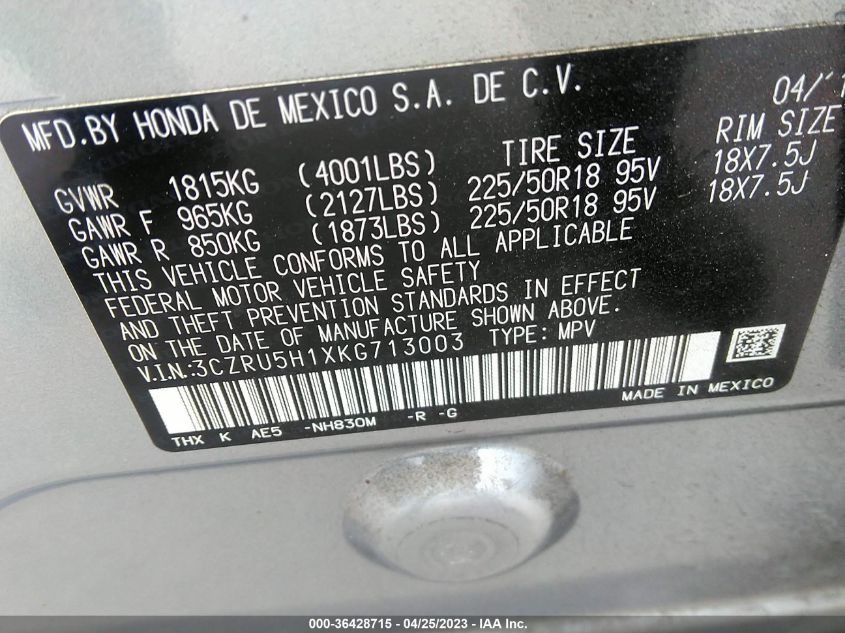 MFD.BY HONDA DE MEXICO S.A. DE C.V. 04/'1
GVWR 1815KG (4001LBS) TIRE SIZE RIM SIZE
GAWR F 965KG (2127LBS) 225/50R18 95V 18X7.5J
GAWR R 850KG (1873LBS) 225/50R18 95V 18X7.5J
THIS VEHICLE CONFORMS TO ALL APPLICABLE
FEDERAL MOTOR VEHICLE SAFETY
AND THEFT PREVENTION STANDARDS IN EFFECT
ON THE DATE OF MANUFACTURE SHOWN ABOVE.
V.I.N:3CZRU5H1XKG713003 TYPE: MPV
THX K AE5 -NH830M -R -G MADE IN MEXICO
000-36428715 - 04/25/2023 - IAA Inc.